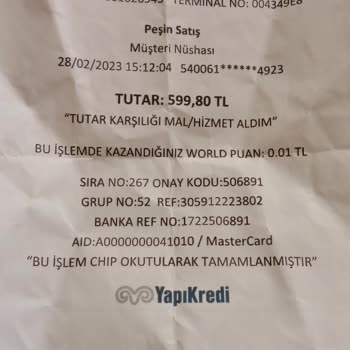 TERMINAL NO: 004349E8
Peşin Satış
Müşteri Nüshası
28/02/2023 15:12:04 540061******4923
TUTAR: 599,80 TL
"TUTAR KARŞILIĞI MAL/HİZMET ALDIM"
BU İŞLEMDE KAZANDIĞINIZ WORLD PUAN: 0.01 TL
SIRA NO:267 ONAY KODU:506891
GRUP NO:52 REF:305912223802
BANKA REF NO:1722506891
AID:A0000000041010 / MasterCard
"BU İŞLEM CHIP OKUTULARAK TAMAMLANMIŞTIR"
YapıKredi